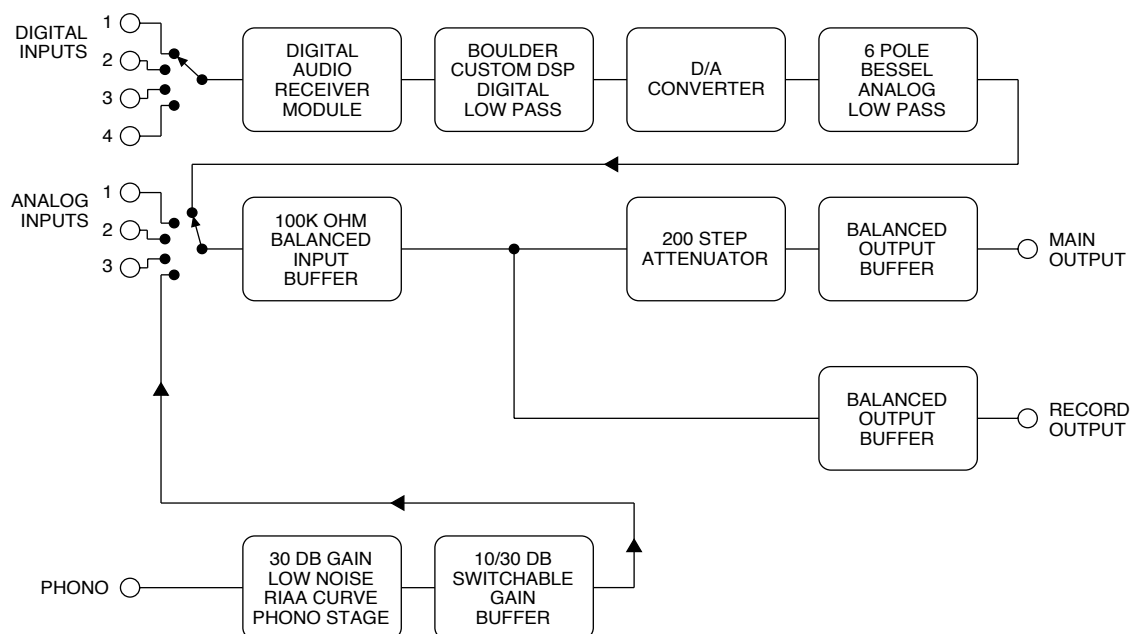 DIGITAL
INPUTS
1
2
3
4
DIGITAL
AUDIO
RECEIVER
MODULE
BOULDER
CUSTOM DSP
DIGITAL
LOW PASS
D/A
CONVERTER
6 POLE
BESSEL
ANALOG
LOW PASS
ANALOG
INPUTS
1
2
3
100K OHM
BALANCED
INPUT
BUFFER
200 STEP
ATTENUATOR
BALANCED
OUTPUT
BUFFER
MAIN
OUTPUT
BALANCED
OUTPUT
BUFFER
RECORD
OUTPUT
PHONO
30 DB GAIN
LOW NOISE
RIAA CURVE
PHONO STAGE
10/30 DB
SWITCHABLE
GAIN
BUFFER